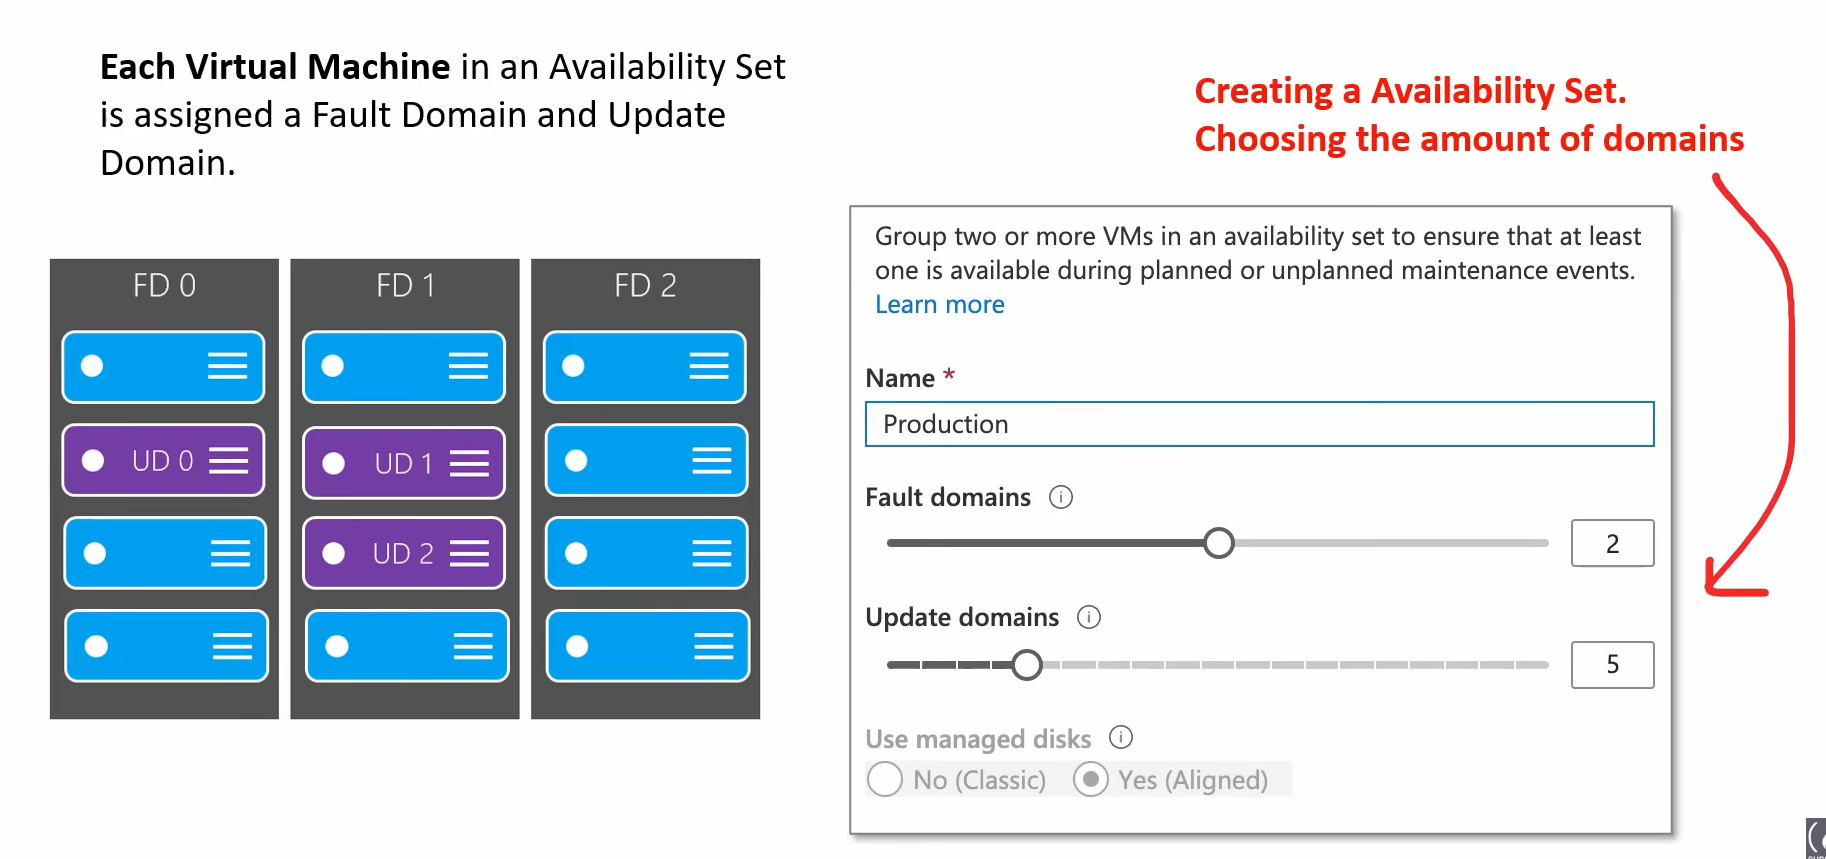 Each Virtual Machine in an Availability Set
is assigned a Fault Domain and Update
Domain.
Creating a Availability Set.
Choosing the amount of domains
FD 0
FD 1
FD 2
UD 0
UD 1
UD 2
Group two or more VMs in an availability set to ensure that at least
one is available during planned or unplanned maintenance events.
Learn more
Name *
Production
Fault domains
2
Update domains
5
Use managed disks
No (Classic)
Yes (Aligned)